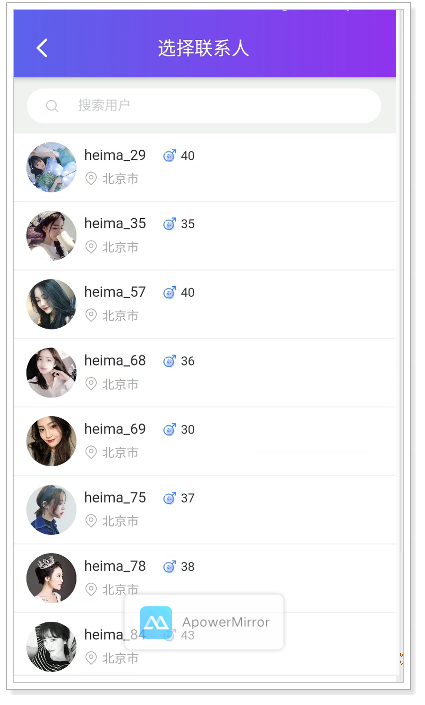 选择联系人
搜索用户
heima_29 40
北京市
heima_35 35
北京市
heima_57 40
北京市
heima_68 36
北京市
heima_69 30
北京市
heima_75 37
北京市
heima_78 38
北京市
ApowerMirror
heima_84 43
北京市